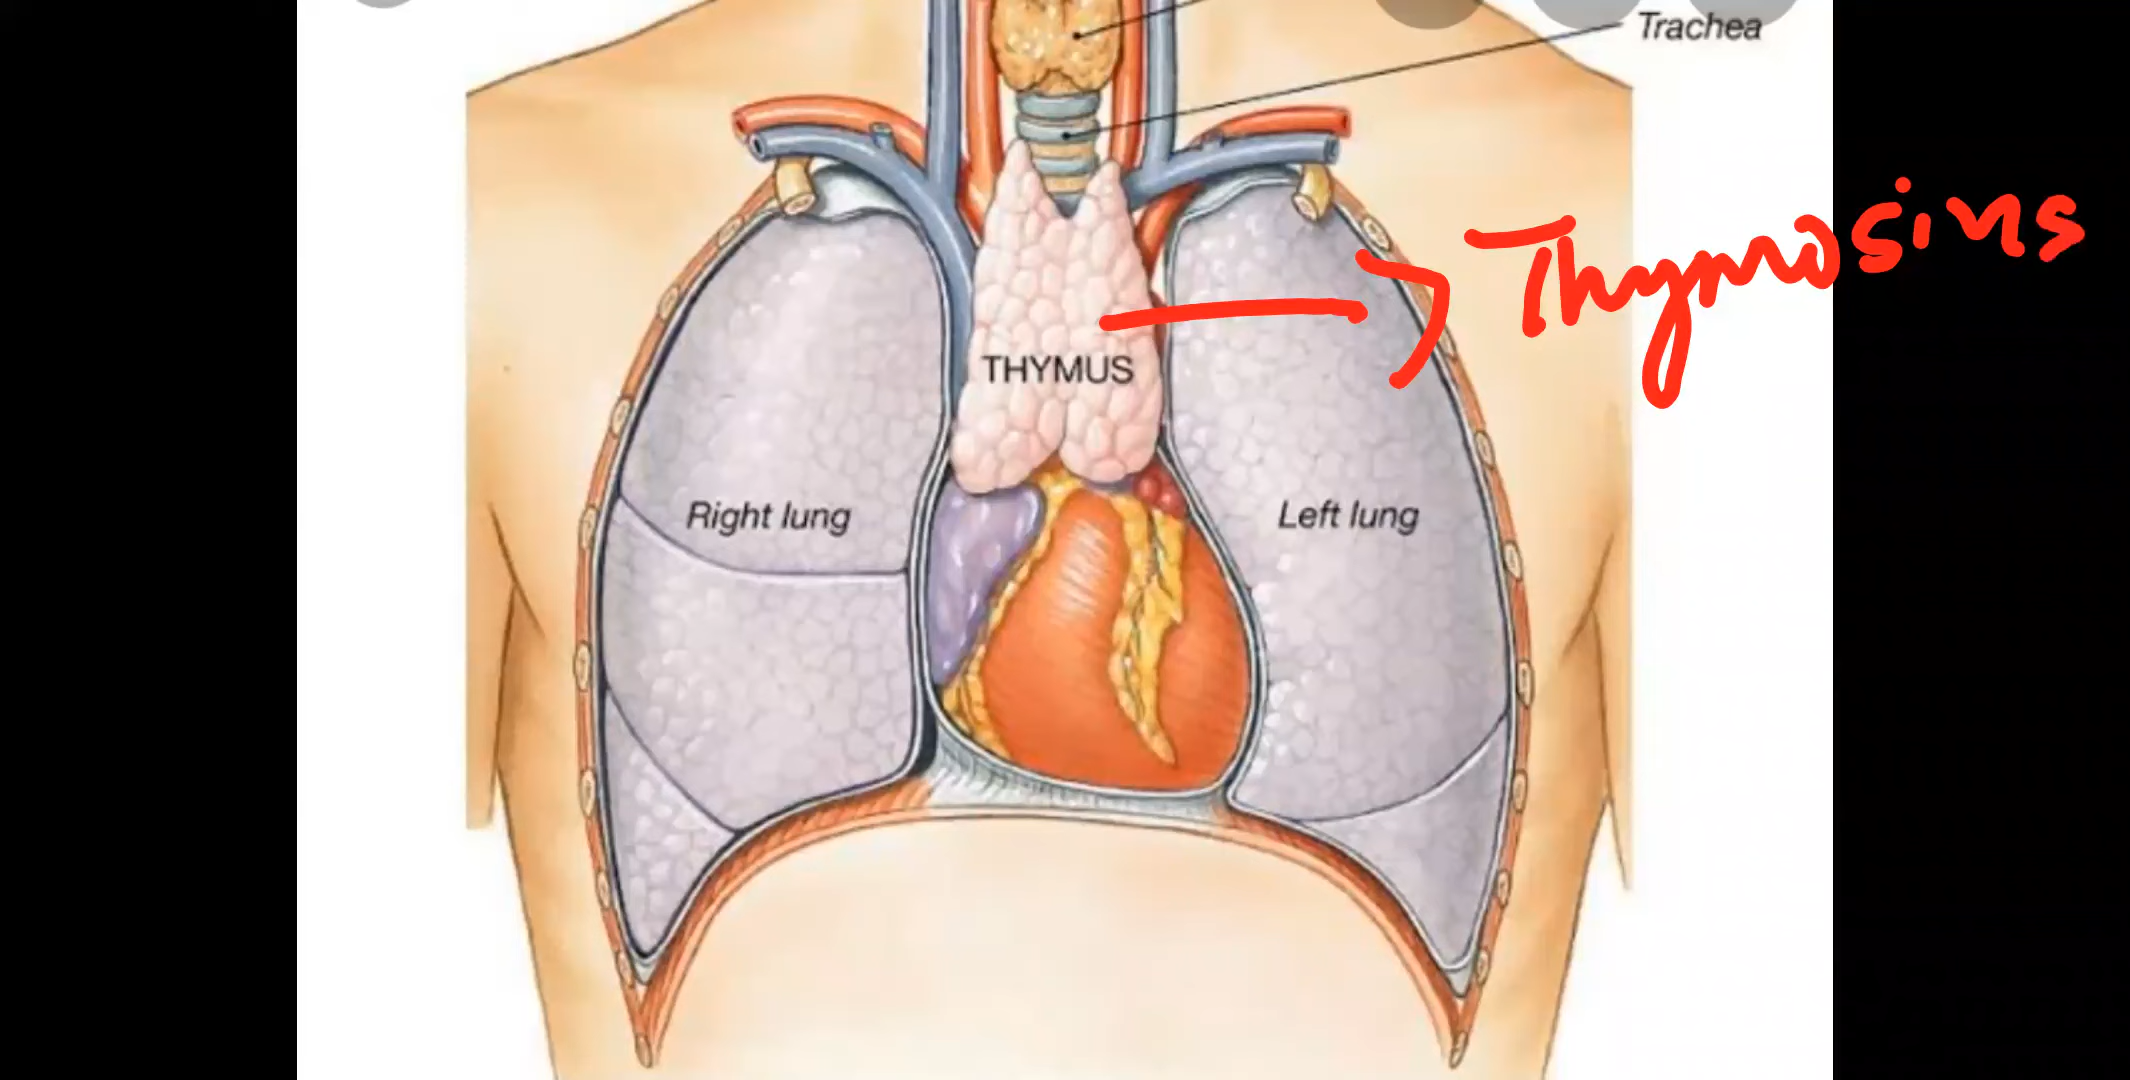 Trachea
Thymosins
THYMUS
Right lung
Left lung